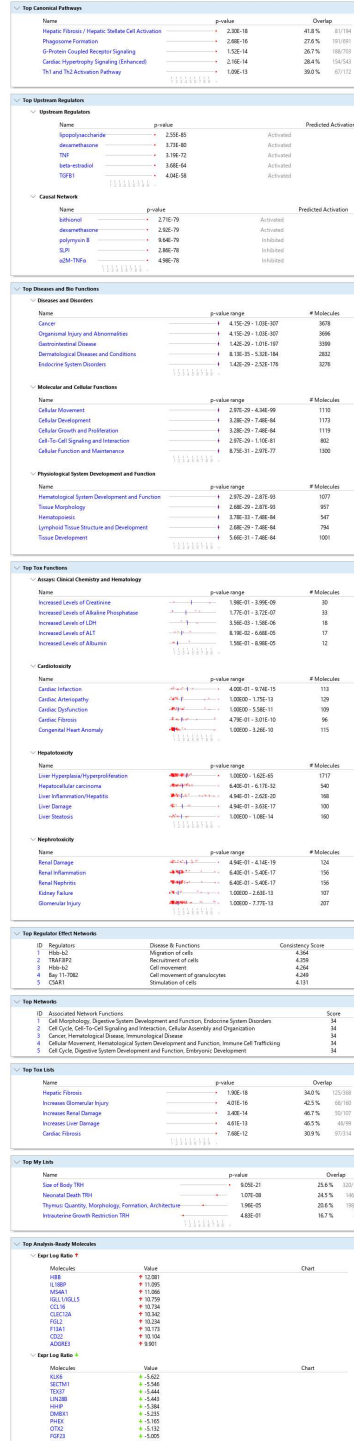 Top Canonical Pathways
Name p-value Overlap
Hepatic Fibrosis / Hepatic Stellate Cell Activation 2.30E-18 41.8 % 81/194
Phagosome Formation 2.68E-16 27.6 % 191/691
G-Protein Coupled Receptor Signaling 1.52E-14 26.7 % 188/703
Cardiac Hypertrophy Signaling (Enhanced) 2.16E-14 28.4 % 154/543
Th1 and Th2 Activation Pathway 1.09E-13 39.0 % 67/172
Top Upstream Regulators
Upstream Regulators
Name p-value Predicted Activation
lipopolysaccharide 2.55E-85 Activated
dexamethasone 3.73E-80 Activated
TNF 3.19E-72 Activated
beta-estradiol 3.68E-64 Activated
TGFB1 4.04E-58 Activated
Causal Network
Name p-value Predicted Activation
bithionol 2.71E-79 Activated
dexamethasone 2.92E-79 Activated
polymyxin B 9.64E-79 Inhibited
SLPI 2.86E-78 Inhibited
α2M-TNFα 4.98E-78 Inhibited
Top Diseases and Bio Functions
Diseases and Disorders
Name p-value range # Molecules
Cancer 4.15E-29 - 1.03E-307 3678
Organismal Injury and Abnormalities 4.15E-29 - 1.03E-307 3696
Gastrointestinal Disease 1.42E-29 - 1.01E-197 3399
Dermatological Diseases and Conditions 8.13E-35 - 5.32E-184 2832
Endocrine System Disorders 1.42E-29 - 2.52E-176 3276
Molecular and Cellular Functions
Name p-value range # Molecules
Cellular Movement 2.97E-29 - 4.34E-99 1110
Cellular Development 3.28E-29 - 7.48E-84 1173
Cellular Growth and Proliferation 3.28E-29 - 7.48E-84 1119
Cell-To-Cell Signaling and Interaction 2.97E-29 - 1.10E-81 802
Cellular Function and Maintenance 8.75E-31 - 2.97E-77 1300
Physiological System Development and Function
Name p-value range # Molecules
Hematological System Development and Function 2.97E-29 - 2.87E-93 1077
Tissue Morphology 2.68E-29 - 2.87E-93 957
Hematopoiesis 3.78E-33 - 7.48E-84 547
Lymphoid Tissue Structure and Development 2.68E-29 - 7.48E-84 794
Tissue Development 5.66E-31 - 7.48E-84 1001
Top Tox Functions
Assays: Clinical Chemistry and Hematology
Name p-value range # Molecules
Increased Levels of Creatinine 1.98E-01 - 3.99E-09 30
Increased Levels of Alkaline Phosphatase 1.77E-01 - 3.72E-07 33
Increased Levels of LDH 3.56E-03 - 1.56E-06 18
Increased Levels of ALT 8.19E-02 - 6.68E-05 17
Increased Levels of Albumin 1.56E-01 - 8.98E-05 12
Cardiotoxicity
Name p-value range # Molecules
Cardiac Infarction 4.00E-01 - 9.74E-15 113
Cardiac Arteriopathy 1.00E00 - 1.75E-13 129
Cardiac Dysfunction 1.00E00 - 5.58E-11 109
Cardiac Fibrosis 4.79E-01 - 3.01E-10 96
Congenital Heart Anomaly 1.00E00 - 3.26E-10 115
Hepatotoxicity
Name p-value range # Molecules
Liver Hyperplasia/Hyperproliferation 1.00E00 - 1.62E-65 1717
Hepatocellular carcinoma 6.40E-01 - 6.17E-32 540
Liver Inflammation/Hepatitis 4.94E-01 - 2.62E-20 168
Liver Damage 4.94E-01 - 3.63E-17 100
Liver Steatosis 1.00E00 - 1.08E-14 160
Nephrotoxicity
Name p-value range # Molecules
Renal Damage 4.94E-01 - 4.14E-19 124
Renal Inflammation 6.40E-01 - 5.40E-17 156
Renal Nephritis 6.40E-01 - 5.40E-17 156
Kidney Failure 1.00E00 - 2.63E-13 107
Glomerular Injury 1.00E00 - 7.77E-13 207
Top Regulator Effect Networks
ID Regulators Disease & Functions Consistency Score
1 Hbb-b2 Migration of cells 4.364
2 TRAF3IP2 Recruitment of cells 4.359
3 Hbb-b2 Cell movement 4.264
4 Bay 11-7082 Cell movement of granulocytes 4.249
5 C5AR1 Stimulation of cells 4.131
Top Networks
ID Associated Network Functions Score
1 Cell Morphology, Digestive System Development and Function, Endocrine System Disorders 34
2 Cell Cycle, Cell-To-Cell Signaling and Interaction, Cellular Assembly and Organization 34
3 Cancer, Hematological Disease, Immunological Disease 34
4 Cellular Movement, Hematological System Development and Function, Immune Cell Trafficking 34
5 Cell Cycle, Digestive System Development and Function, Embryonic Development 34
Top Tox Lists
Name p-value Overlap
Hepatic Fibrosis 1.90E-18 34.0 % 125/368
Increases Glomerular Injury 4.01E-16 42.5 % 68/160
Increases Renal Damage 3.40E-14 46.7 % 50/107
Increases Liver Damage 4.61E-13 46.5 % 46/99
Cardiac Fibrosis 7.68E-12 30.9 % 97/314
Top My Lists
Name p-value Overlap
Size of Body TRH 9.05E-21 25.6 % 320/
Neonatal Death TRH 1.07E-08 24.5 % 146
Thymus: Quantity, Morphology, Formation, Architecture 1.96E-05 20.6 % 198
Intrauterine Growth Restriction TRH 4.83E-01 16.7 %
Top Analysis-Ready Molecules
Expr Log Ratio ↑
Molecules Value Chart
HBB ↑ 12.081
IL18BP ↑ 11.095
MS4A1 ↑ 11.066
IGLL1/IGLL5 ↑ 10.759
CCL16 ↑ 10.734
CLEC12A ↑ 10.342
FGL2 ↑ 10.234
F13A1 ↑ 10.173
CD22 ↑ 10.104
ADGRE3 ↑ 9.901
Expr Log Ratio ↓
Molecules Value Chart
KLK6 ↓ -5.622
SECTM1 ↓ -5.546
TEX37 ↓ -5.444
LIN28B ↓ -5.443
HHIP ↓ -5.384
DMBX1 ↓ -5.235
PHEX ↓ -5.165
OTX2 ↓ -5.132
FGF23 ↓ -5.005